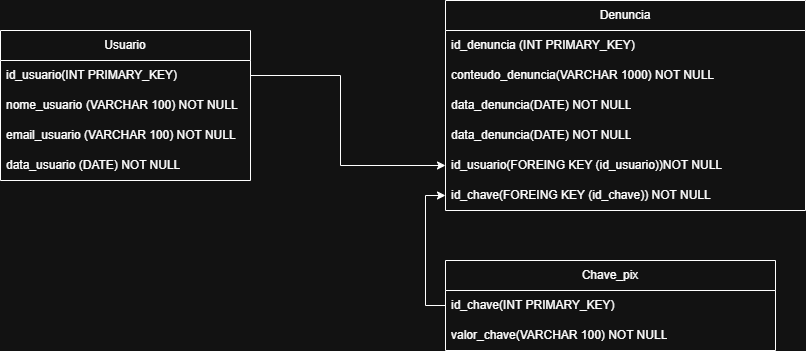 Usuario
id_usuario(INT PRIMARY_KEY)
nome_usuario (VARCHAR 100) NOT NULL
email_usuario (VARCHAR 100) NOT NULL
data_usuario (DATE) NOT NULL
Denuncia
id_denuncia (INT PRIMARY_KEY)
conteudo_denuncia(VARCHAR 1000) NOT NULL
data_denuncia(DATE) NOT NULL
data_denuncia(DATE) NOT NULL
id_usuario(FOREING KEY (id_usuario))NOT NULL
id_chave(FOREING KEY (id_chave)) NOT NULL
Chave_pix
id_chave(INT PRIMARY_KEY)
valor_chave(VARCHAR 100) NOT NULL